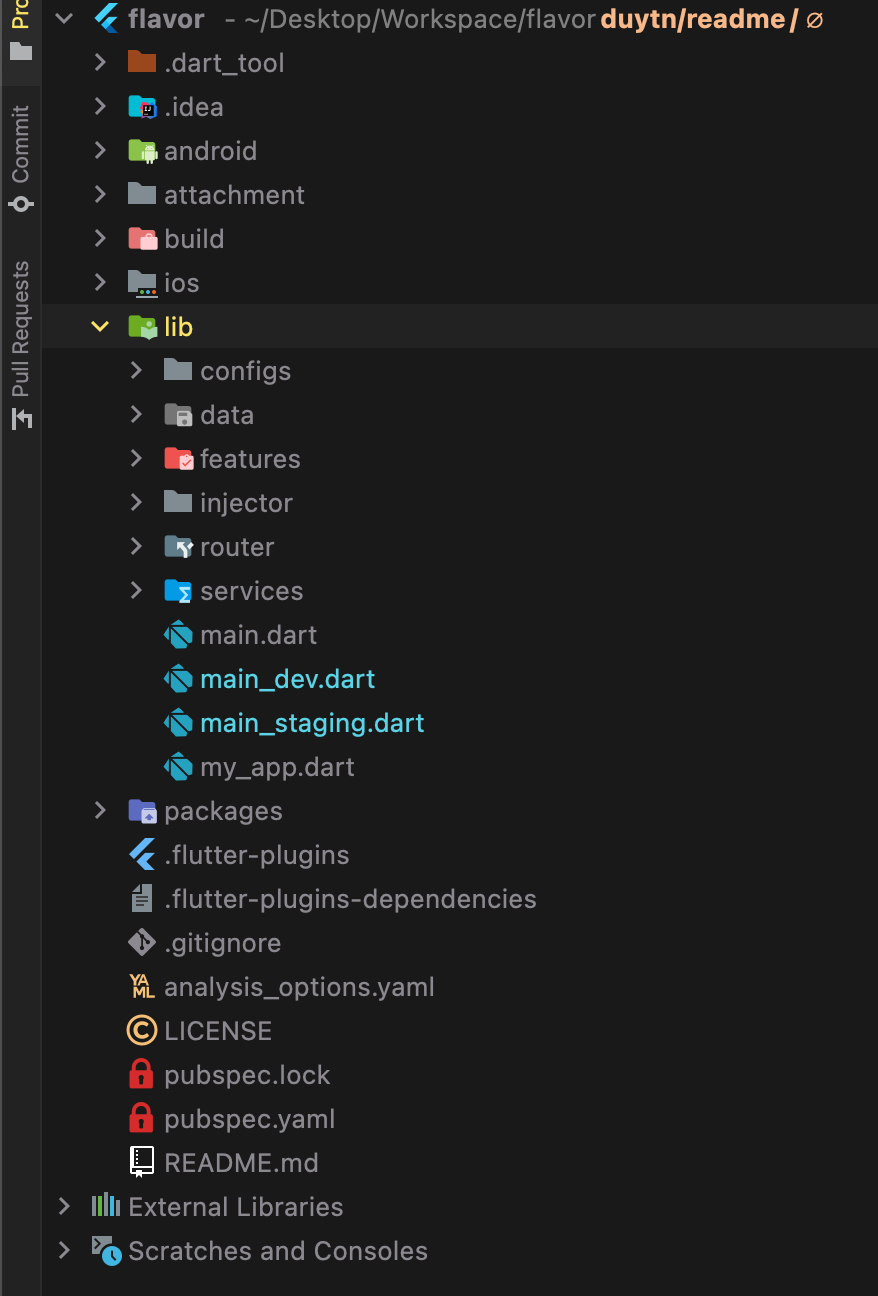 Pro
Commit
Pull Requests
flavor - ~/Desktop/Workspace/flavor duytn/readme / ∅
.dart_tool
.idea
android
attachment
build
ios
lib
configs
data
features
injector
router
services
main.dart
main_dev.dart
main_staging.dart
my_app.dart
packages
.flutter-plugins
.flutter-plugins-dependencies
.gitignore
analysis_options.yaml
LICENSE
pubspec.lock
pubspec.yaml
README.md
External Libraries
Scratches and Consoles